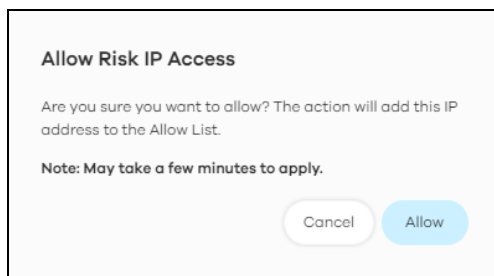 Allow Risk IP Access
Are you sure you want to allow? The action will add this IP
address to the Allow List.
Note: May take a few minutes to apply.
Cancel
Allow